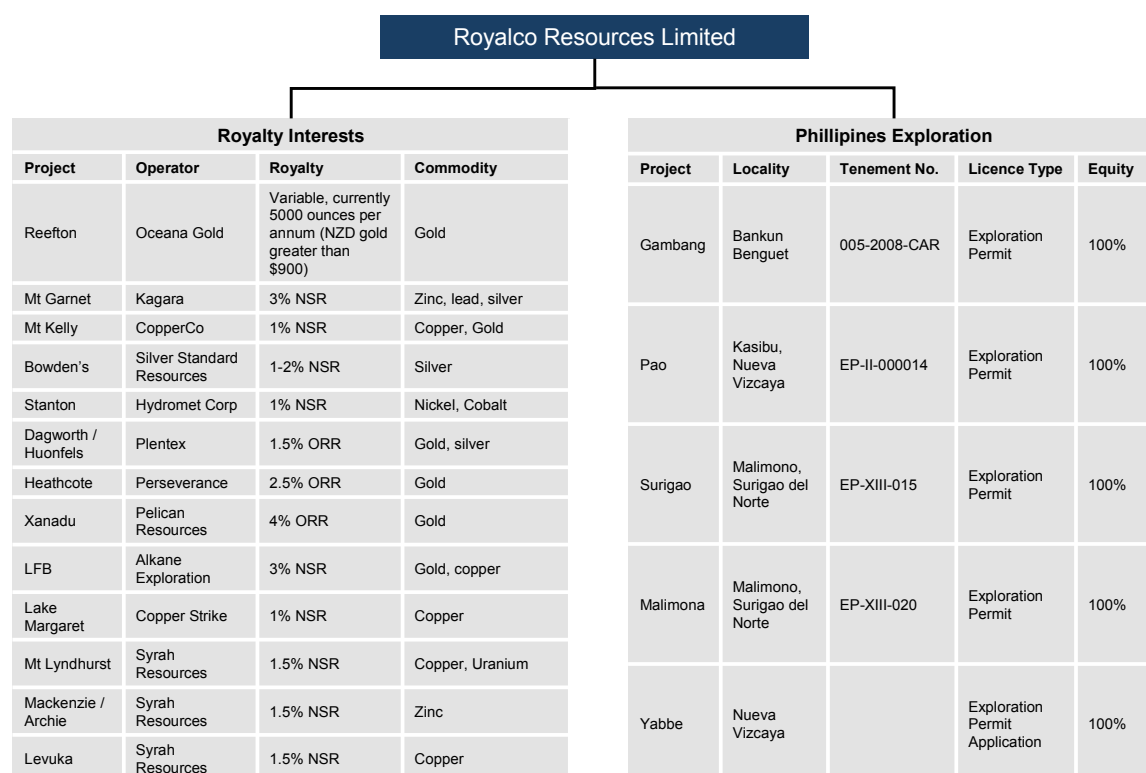 Royalco Resources Limited
Royalty Interests
Project Operator Royalty Commodity
Reefton Oceana Gold Variable, currently
5000 ounces per
annum (NZD gold
greater than
$900) Gold
Mt Garnet Kagara 3% NSR Zinc, lead, silver
Mt Kelly CopperCo 1% NSR Copper, Gold
Bowden's Silver Standard
Resources 1-2% NSR Silver
Stanton Hydromet Corp 1% NSR Nickel, Cobalt
Dagworth /
Huonfels Plentex 1.5% ORR Gold, silver
Heathcote Perseverance 2.5% ORR Gold
Xanadu Pelican
Resources 4% ORR Gold
LFB Alkane
Exploration 3% NSR Gold, copper
Lake
Margaret Copper Strike 1% NSR Copper
Mt Lyndhurst Syrah
Resources 1.5% NSR Copper, Uranium
Mackenzie /
Archie Syrah
Resources 1.5% NSR Zinc
Levuka Syrah
Resources 1.5% NSR Copper
Phillipines Exploration
Project Locality Tenement No. Licence Type Equity
Gambang Bankun
Benguet 005-2008-CAR Exploration
Permit 100%
Pao Kasibu,
Nueva
Vizcaya EP-II-000014 Exploration
Permit 100%
Surigao Malimono,
Surigao del
Norte EP-XIII-015 Exploration
Permit 100%
Malimona Malimono,
Surigao del
Norte EP-XIII-020 Exploration
Permit 100%
Yabbe Nueva
Vizcaya Exploration
Permit
Application 100%